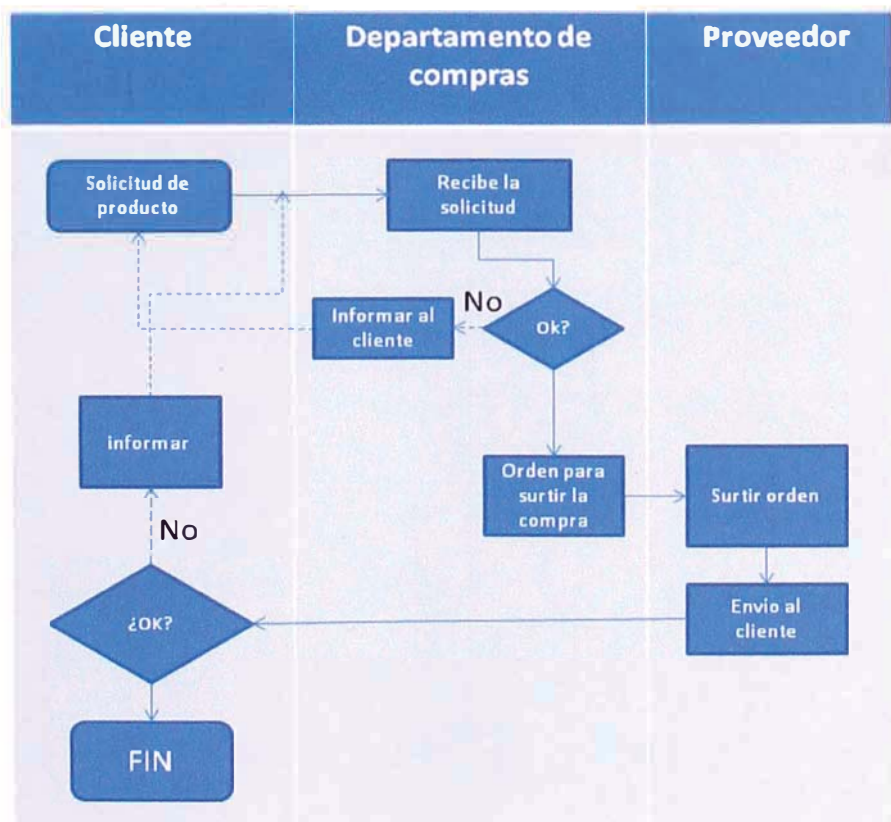 Cliente
Departamento de
compras
Proveedor
Solicitud de
producto
Recibe la
solicitud
Informar al
cliente
No
Ok?
informar
Orden para
surtir la
compra
Surtir orden
No
¿OK?
Envio al
cliente
FIN